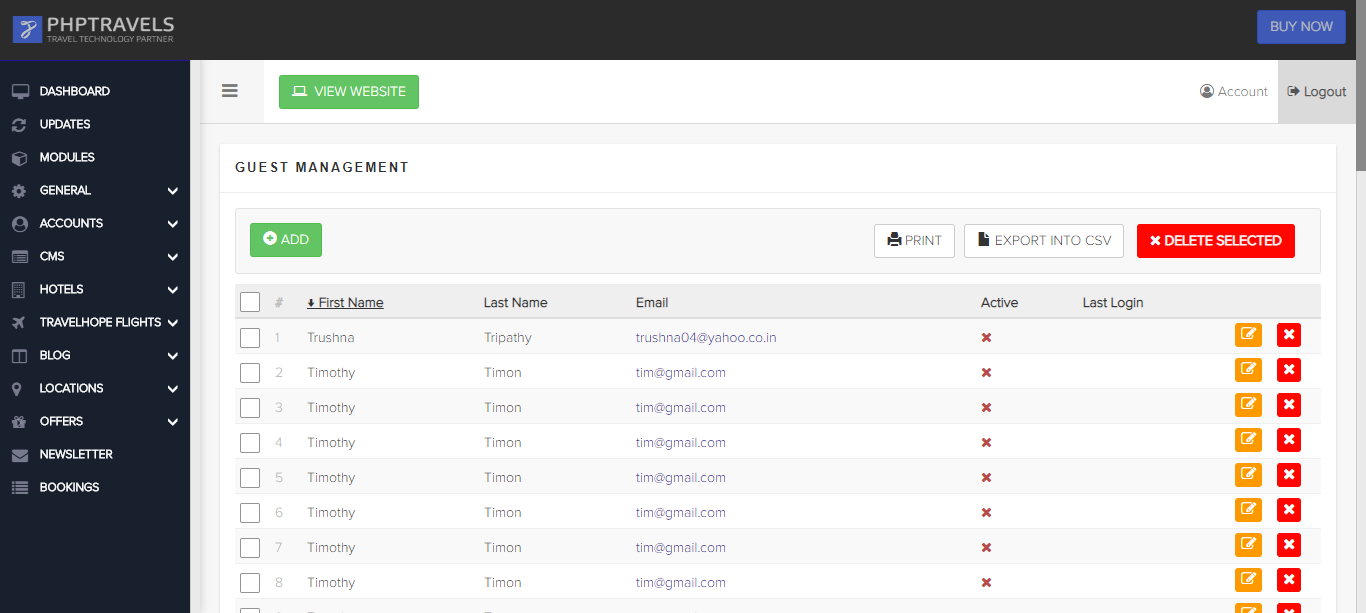 PHPTRAVELS
TRAVEL TECHNOLOGY PARTNER
BUY NOW
DASHBOARD
UPDATES
MODULES
GENERAL
ACCOUNTS
CMS
HOTELS
TRAVELHOPE FLIGHTS
BLOG
LOCATIONS
OFFERS
NEWSLETTER
BOOKINGS
VIEW WEBSITE
Account
Logout
GUEST MANAGEMENT
ADD
PRINT
EXPORT INTO CSV
DELETE SELECTED
# First Name Last Name Email Active Last Login
1 Trushna Tripathy trushna04@yahoo.co.in
2 Timothy Timon tim@gmail.com
3 Timothy Timon tim@gmail.com
4 Timothy Timon tim@gmail.com
5 Timothy Timon tim@gmail.com
6 Timothy Timon tim@gmail.com
7 Timothy Timon tim@gmail.com
8 Timothy Timon tim@gmail.com